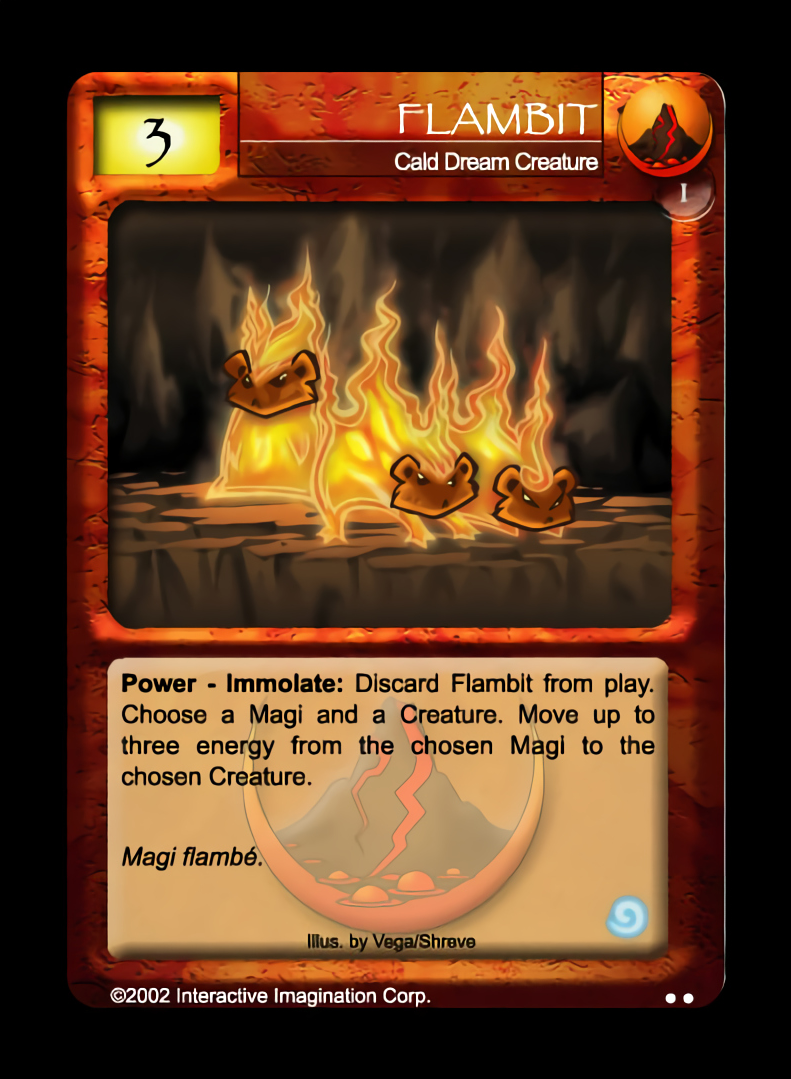 3
FLAMBIT
Cald Dream Creature
I
Power - Immolate: Discard Flambit from play.
Choose a Magi and a Creature. Move up to
three energy from the chosen Magi to the
chosen Creature.
Magi flambé.
Illus. by Vega/Shreve
©2002 Interactive Imagination Corp.